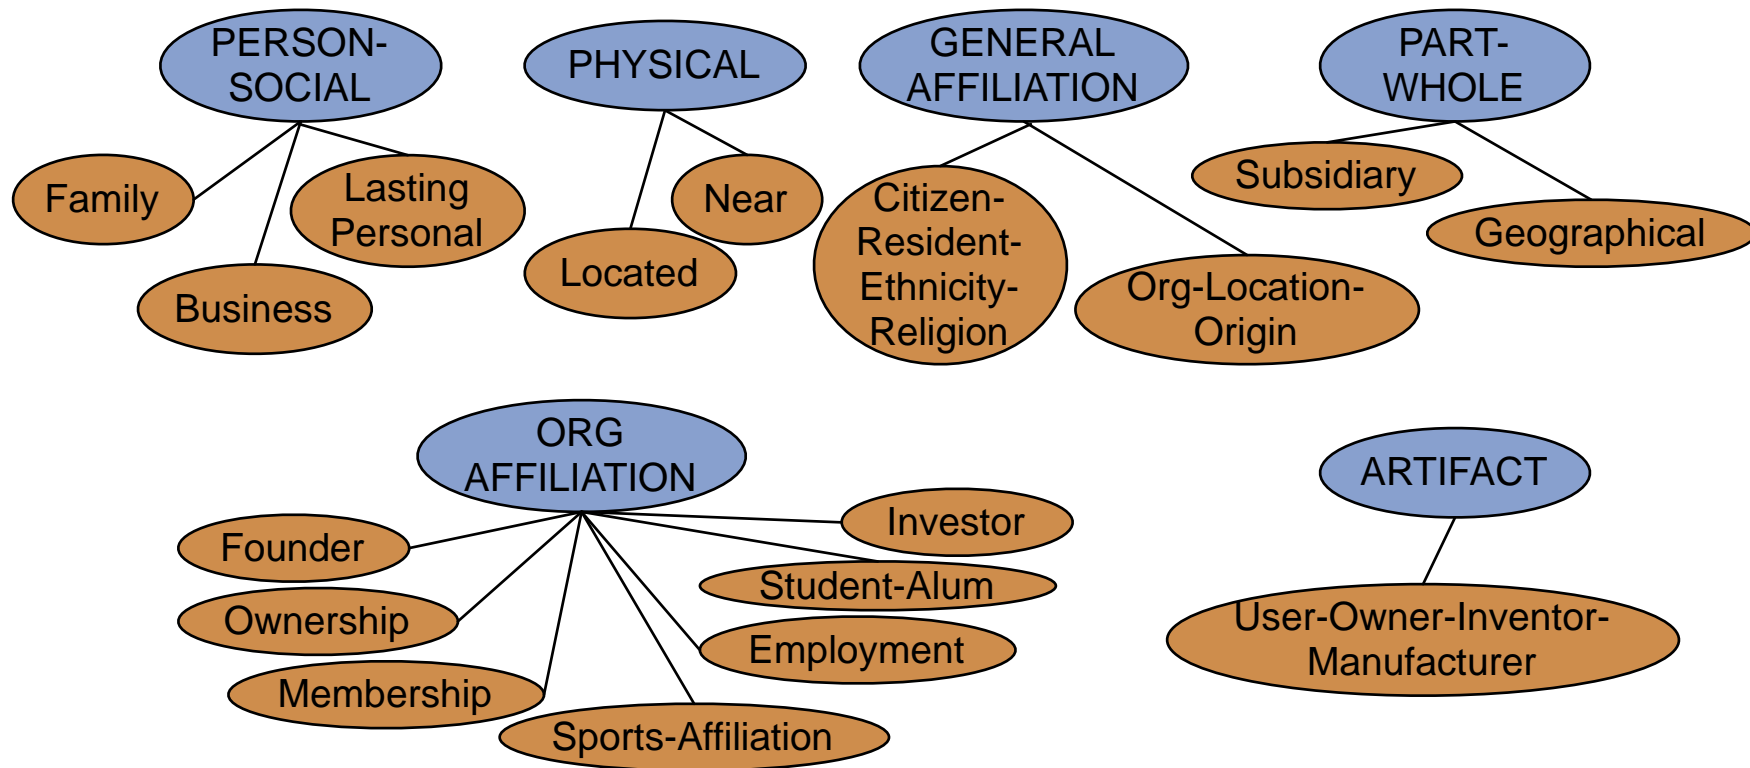 PERSON-
SOCIAL
PHYSICAL
GENERAL
AFFILIATION
PART-
WHOLE
Family
Lasting
Personal
Business
Near
Located
Citizen-
Resident-
Ethnicity-
Religion
Org-Location-
Origin
Subsidiary
Geographical
ORG
AFFILIATION
ARTIFACT
Founder
Ownership
Membership
Sports-Affiliation
Employment
Student-Alum
Investor
User-Owner-Inventor-
Manufacturer